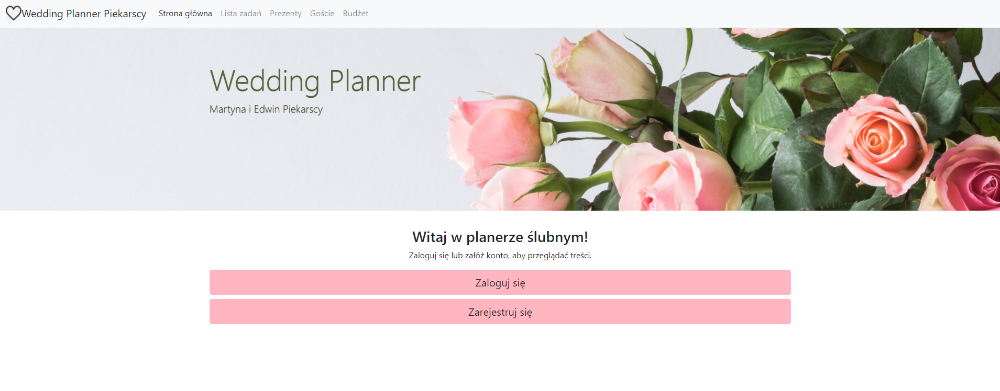 Wedding Planner Piekarscy Strona główna Lista zadań Prezenty Goście Budżet
Wedding Planner
Martyna i Edwin Piekarscy
Witaj w planerze ślubnym!
Zaloguj się lub załóż konto, aby przeglądać treści.
Zaloguj się
Zarejestruj się